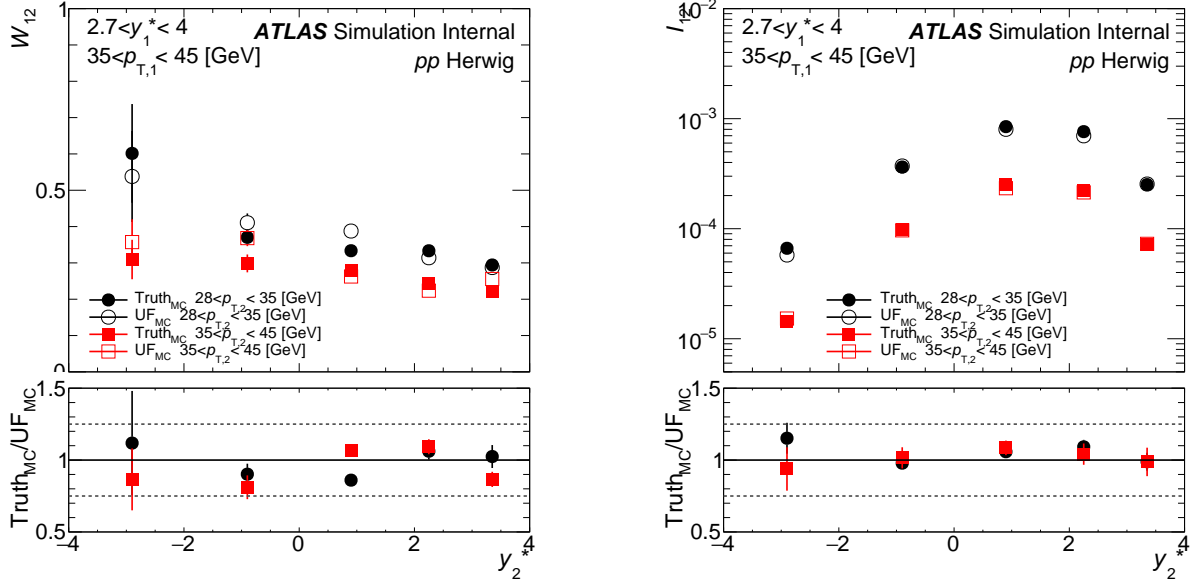 W12
1
0.5
0
2.7<y1*< 4
35<pT,1< 45 [GeV]
ATLAS Simulation Internal
pp Herwig
TruthMC 28<pT,2< 35 [GeV]
UFMC 28<pT,2< 35 [GeV]
TruthMC 35<pT,2< 45 [GeV]
UFMC 35<pT,2< 45 [GeV]
Truth_MC/UF_MC
1.5
1
0.5
−4 −2 0 2 4
y2*
I12
10−2
10−3
10−4
10−5
2.7<y1*< 4
35<pT,1< 45 [GeV]
ATLAS Simulation Internal
pp Herwig
TruthMC 28<pT,2< 35 [GeV]
UFMC 28<pT,2< 35 [GeV]
TruthMC 35<pT,2< 45 [GeV]
UFMC 35<pT,2< 45 [GeV]
TruthMC/UFMC
1.5
1
0.5
−4 −2 0 2 4
y2*